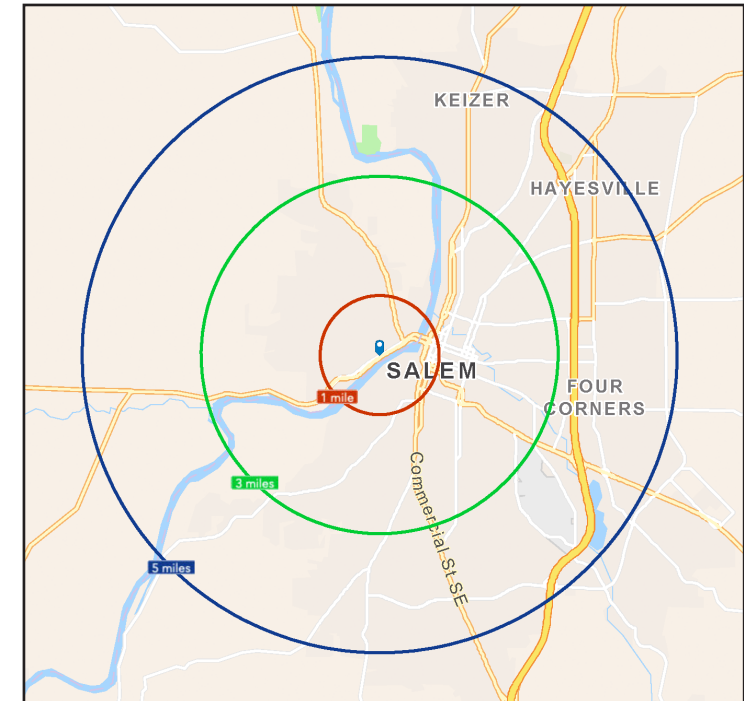 KEIZER
HAYESVILLE
SALEM
FOUR
CORNERS
1 mile
Commercial St SE
3 miles
5 miles